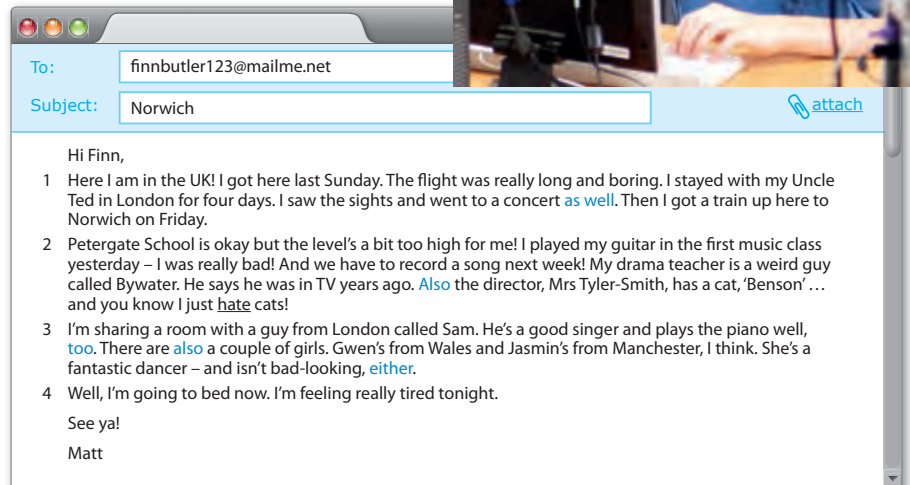 To:
finnbutler123@mailme.net
Subject:
Norwich
attach
Hi Finn,
1 Here I am in the UK! I got here last Sunday. The flight was really long and boring. I stayed with my Uncle
Ted in London for four days. I saw the sights and went to a concert as well. Then I got a train up here to
Norwich on Friday.
2 Petergate School is okay but the level's a bit too high for me! I played my guitar in the first music class
yesterday – I was really bad! And we have to record a song next week! My drama teacher is a weird guy
called Bywater. He says he was in TV years ago. Also the director, Mrs Tyler-Smith, has a cat, 'Benson' …
and you know I just hate cats!
3 I'm sharing a room with a guy from London called Sam. He's a good singer and plays the piano well,
too. There are also a couple of girls. Gwen's from Wales and Jasmin's from Manchester, I think. She's a
fantastic dancer – and isn't bad-looking, either.
4 Well, I'm going to bed now. I'm feeling really tired tonight.
See ya!
Matt